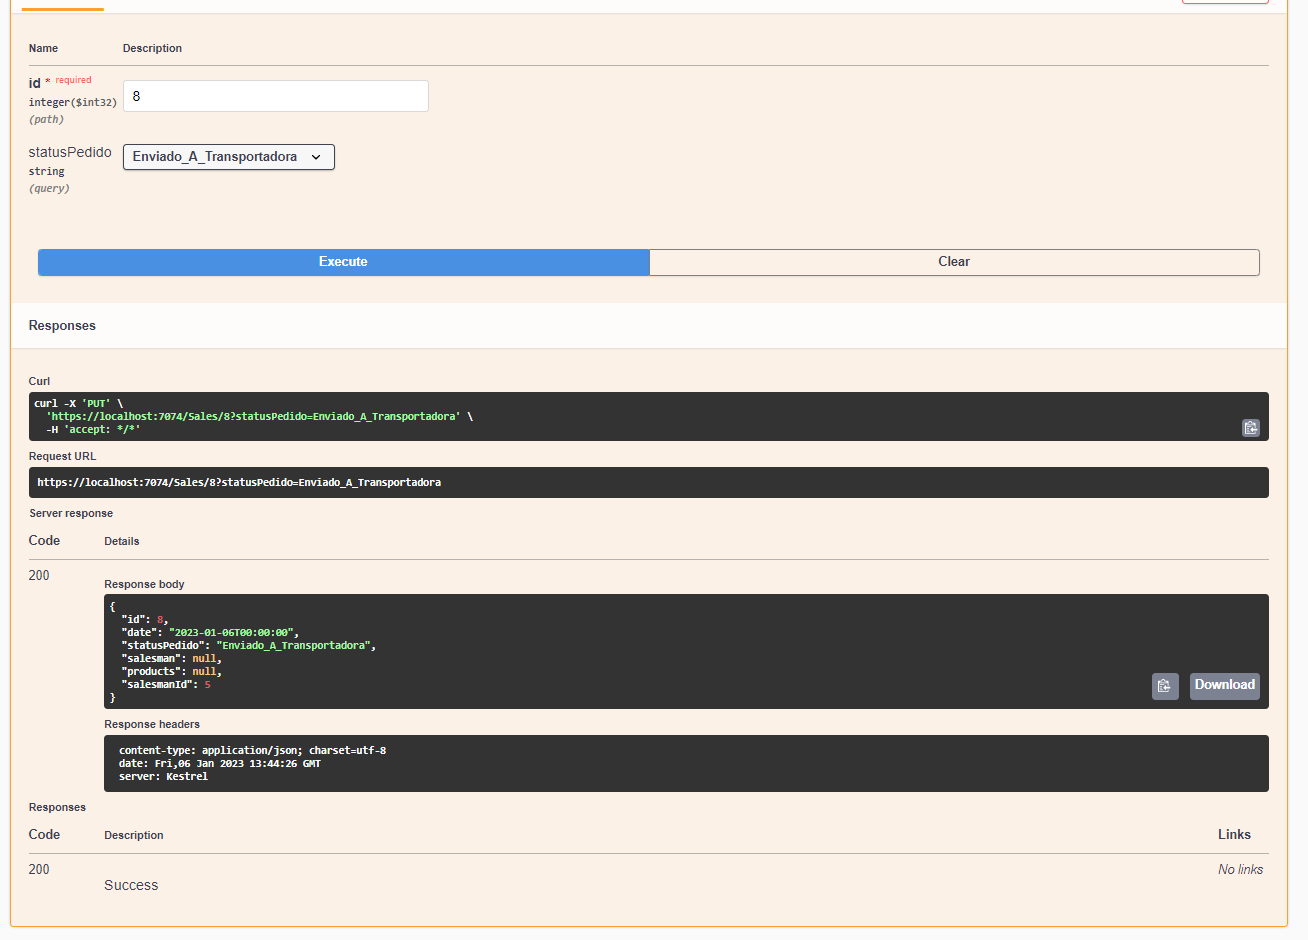 Name Description
id * required
integer($int32)
(path)
8
statusPedido
string
(query)
Enviado_A_Transportadora
Execute Clear
Responses
Curl
curl -X 'PUT' \
'https://localhost:7074/Sales/8?statusPedido=Enviado_A_Transportadora' \
-H 'accept: */*'
Request URL
https://localhost:7074/Sales/8?statusPedido=Enviado_A_Transportadora
Server response
Code Details
200
Response body
{
"id": 8,
"date": "2023-01-06T00:00:00",
"statusPedido": "Enviado_A_Transportadora",
"salesman": null,
"products": null,
"salesmanId": 5
}
Download
Response headers
content-type: application/json; charset=utf-8
date: Fri,06 Jan 2023 13:44:26 GMT
server: Kestrel
Responses
Code Description Links
200 No links
Success